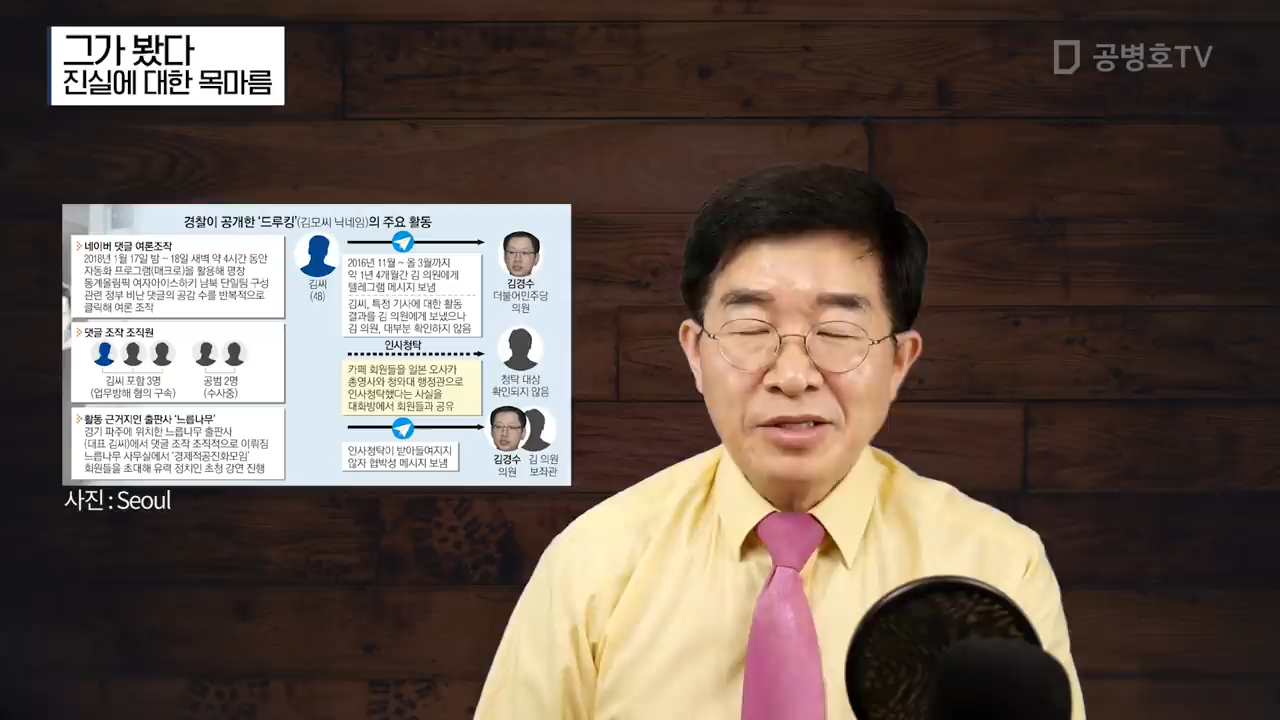 그가 봤다
진실에 대한 목마름
공병호TV
경찰이 공개한 '드루킹'(김모씨 닉네임)의 주요 활동
네이버 댓글 여론조작
2018년 1월 17일 밤 ~ 18일 새벽 약 4시간 동안
자동화 프로그램(매크로)을 활용해 평창
동계올림픽 여자아이스하키 남북 단일팀 구성
관련 정부 비난 댓글의 공감 수를 반복적으로
클릭해 여론 조작
댓글 조작 조직원
김씨 포함 3명
(업무방해 혐의 구속)
공범 2명
(수사중)
활동 근거지인 출판사 '느릅나무'
경기 파주에 위치한 느릅나무 출판사
(대표 김씨)에서 댓글 조작 조직적으로 이뤄짐
느릅나무 사무실에서 '경제적공진화모임'
회원들을 초대해 유력 정치인 초청 강연 진행
김씨
(48)
2016년 11월 ~ 올 3월까지
약 1년 4개월간 김 의원에게
텔레그램 메시지 보냄
김씨, 특정 기사에 대한 활동
결과를 김 의원에게 보냈으나
김 의원, 대부분 확인하지 않음
김경수
더불어민주당
의원
인사청탁
카페 회원들을 일본 오사카
총영사와 청와대 행정관으로
인사청탁했다는 사실을
대화방에서 회원들과 공유
청탁 대상
확인되지 않음
인사청탁이 받아들여지지
않자 협박성 메시지 보냄
김경수
의원
김 의원
보좌관
사진 : Seoul